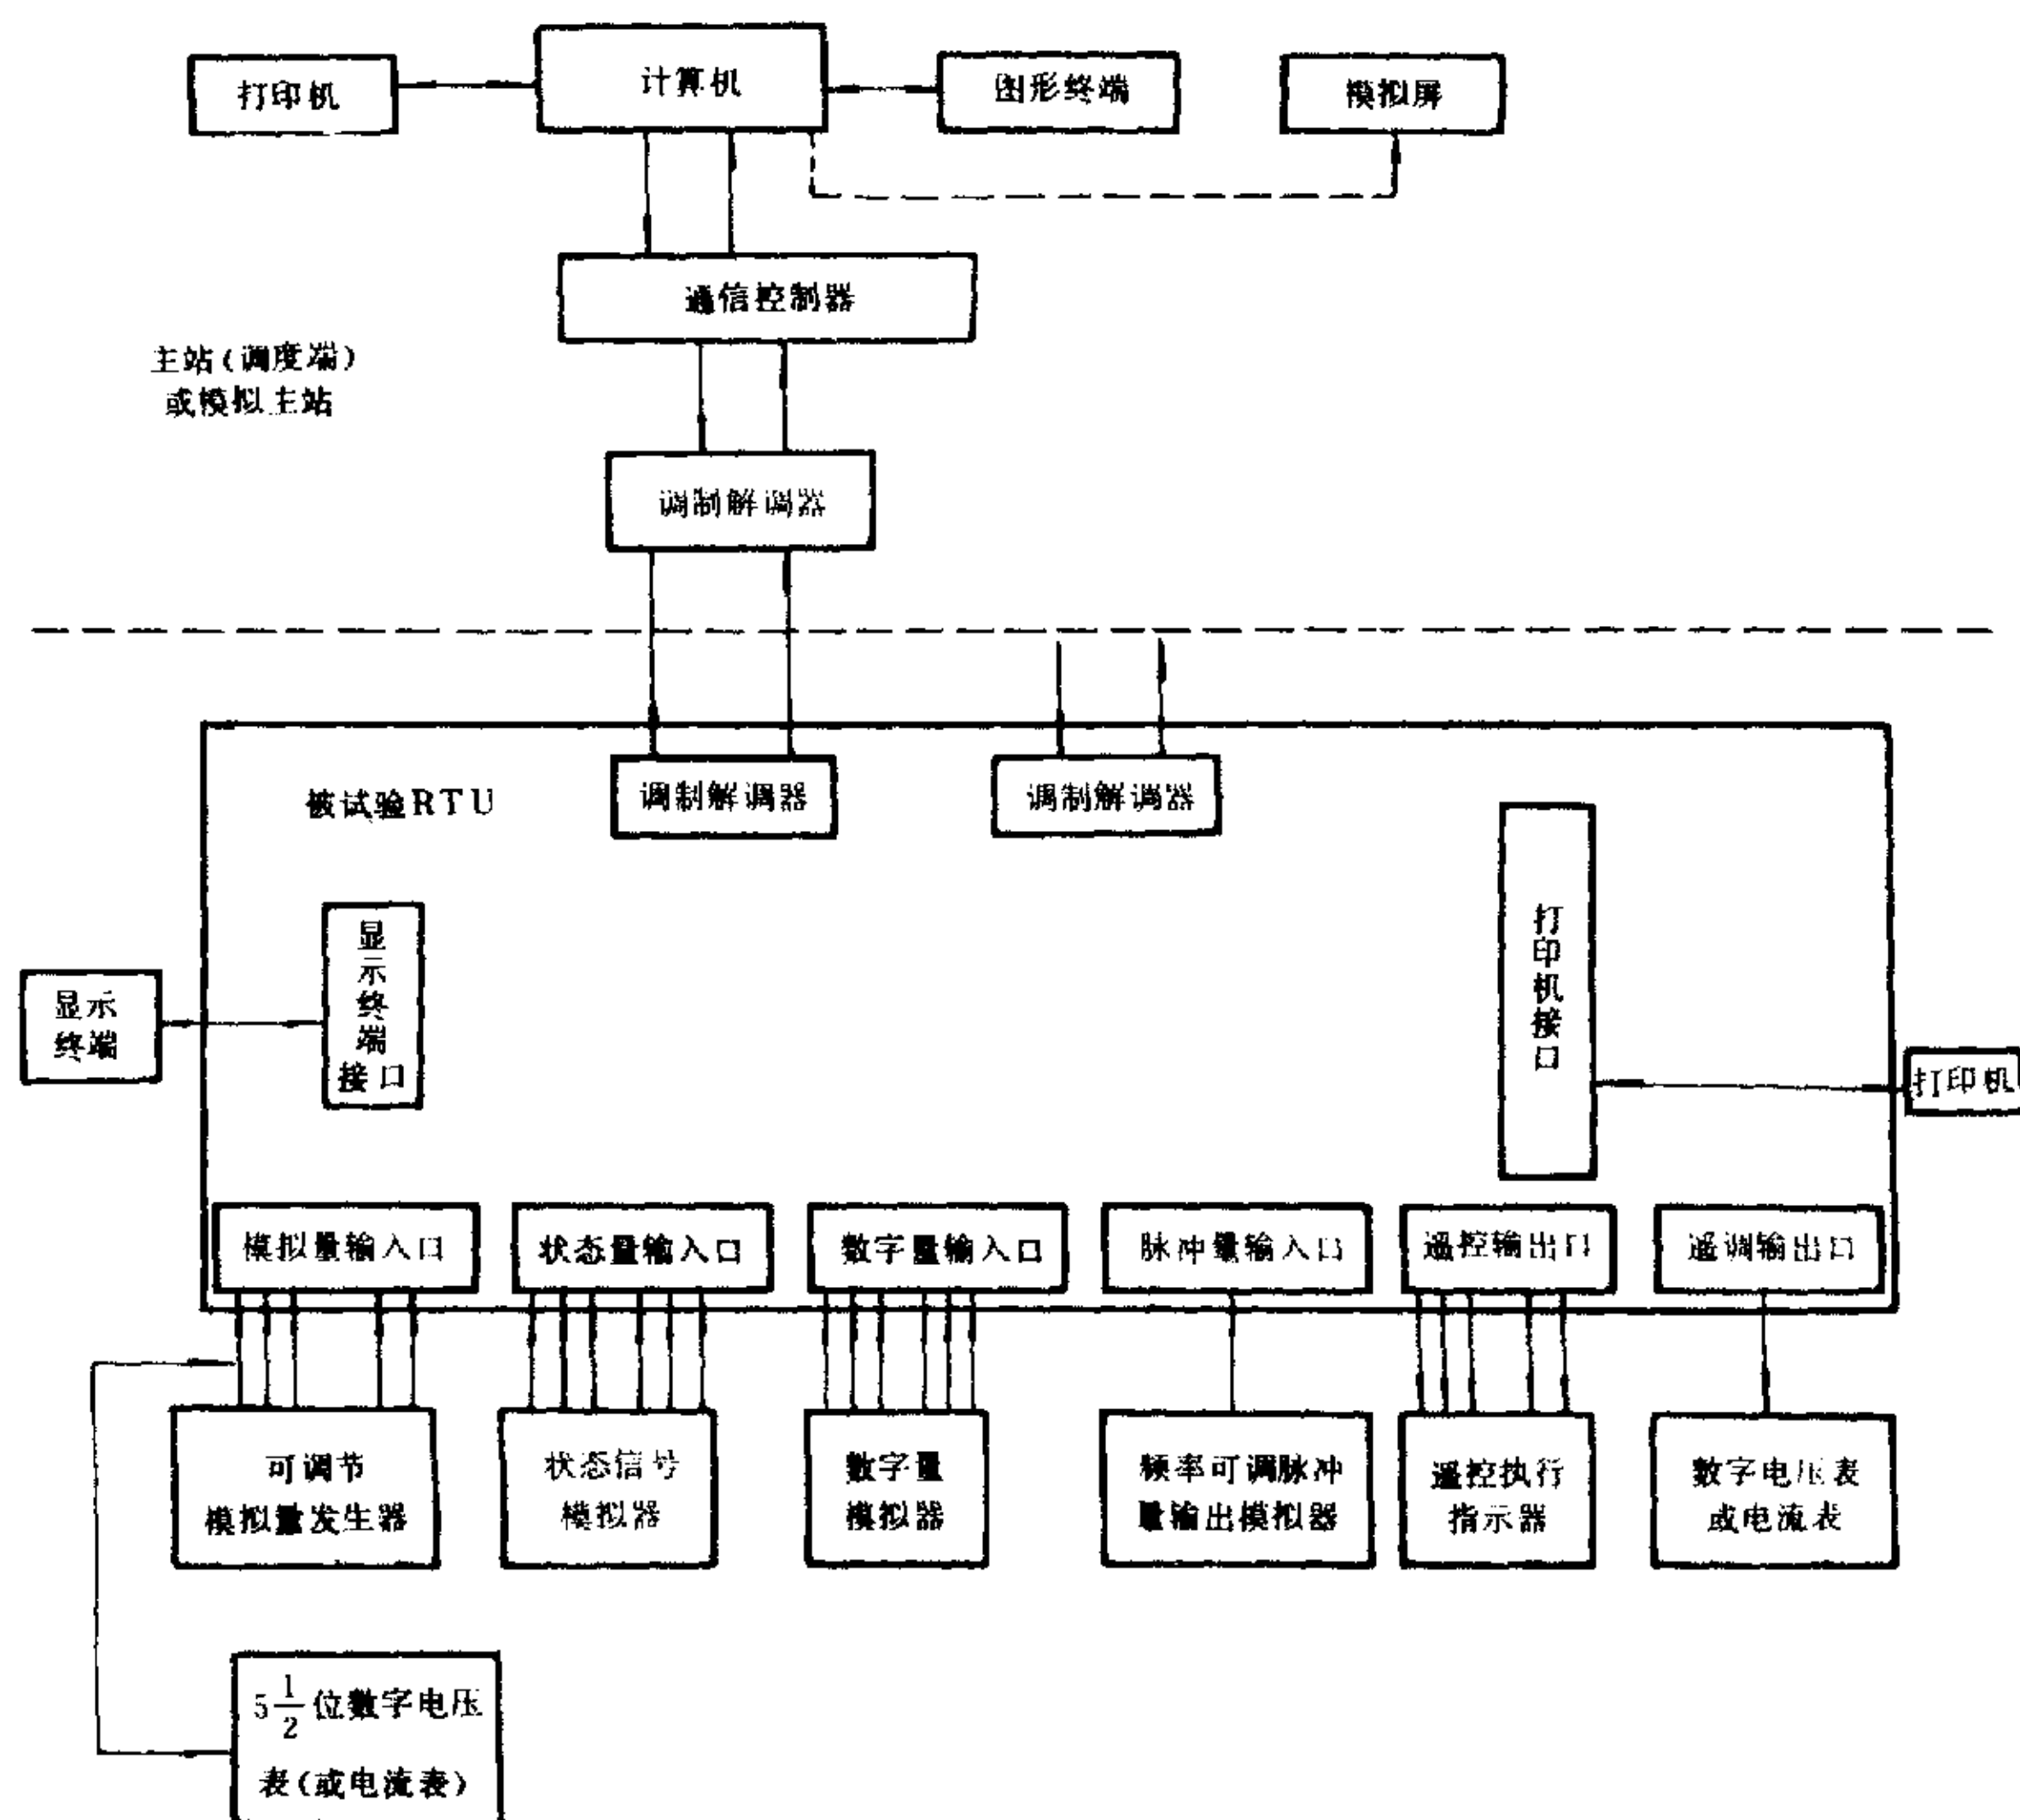 打印机
计算机
图形终端
模拟屏
通信控制器
主站(调度端)
或模拟主站
调制解调器
被试验RTU
调制解调器
调制解调器
显示终端接口
打印机接口
显示
终端
打印机
模拟量输入口
状态量输入口
数字量输入口
脉冲量输入口
遥控输出口
遥调输出口
可调节
模拟量发生器
状态信号
模拟器
数字量
模拟器
频率可调脉冲
量输出模拟器
遥控执行
指示器
数字电压表
或电流表
5 1/2 位数字电压
表(或电流表)